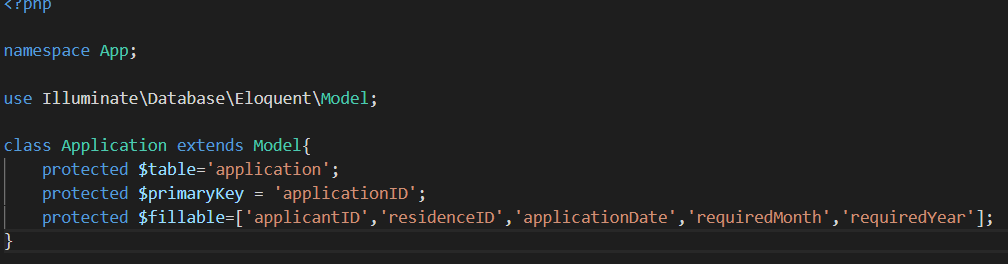 <?php
namespace App;
use Illuminate\Database\Eloquent\Model;
class Application extends Model{
protected $table='application';
protected $primaryKey = 'applicationID';
protected $fillable=['applicantID','residenceID','applicationDate','requiredMonth','requiredYear'];
}